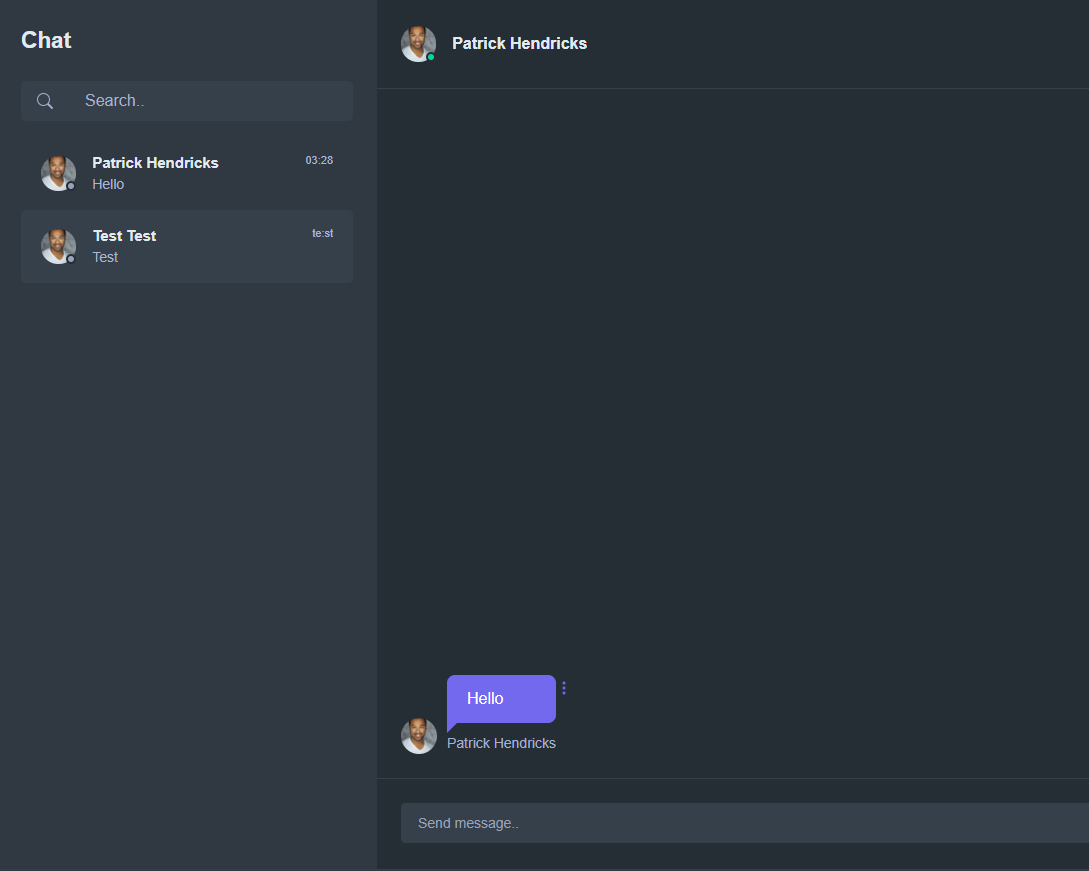 Chat
Search..
Patrick Hendricks
03:28
Hello
Test Test
te:st
Test
Patrick Hendricks
Hello
Patrick Hendricks
Send message..